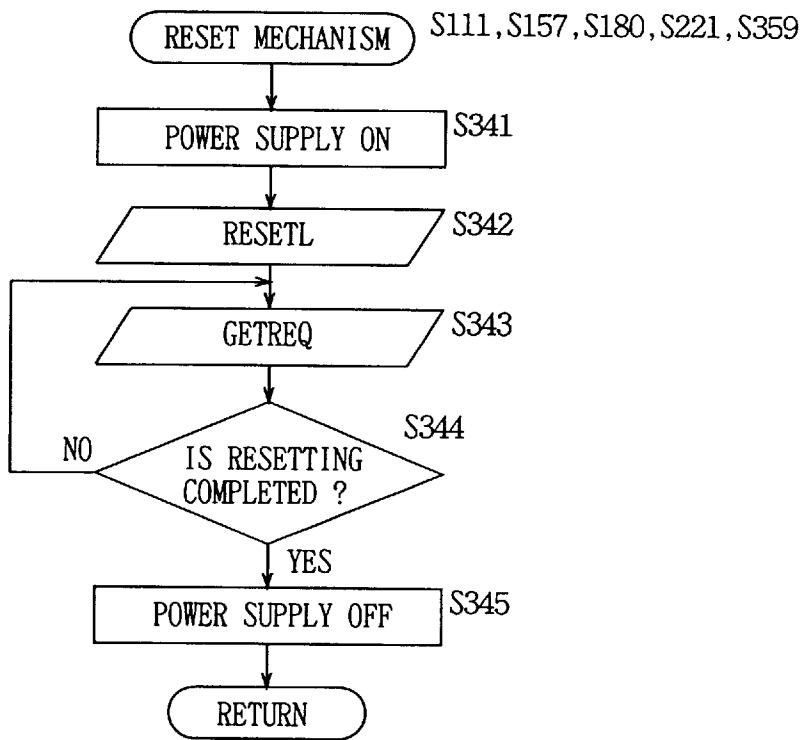 RESET MECHANISM
S111,S157,S180,S221,S359
POWER SUPPLY ON
S341
RESETL
S342
GETREQ
S343
S344
NO
IS RESETTING
COMPLETED ?
YES
POWER SUPPLY OFF
S345
RETURN